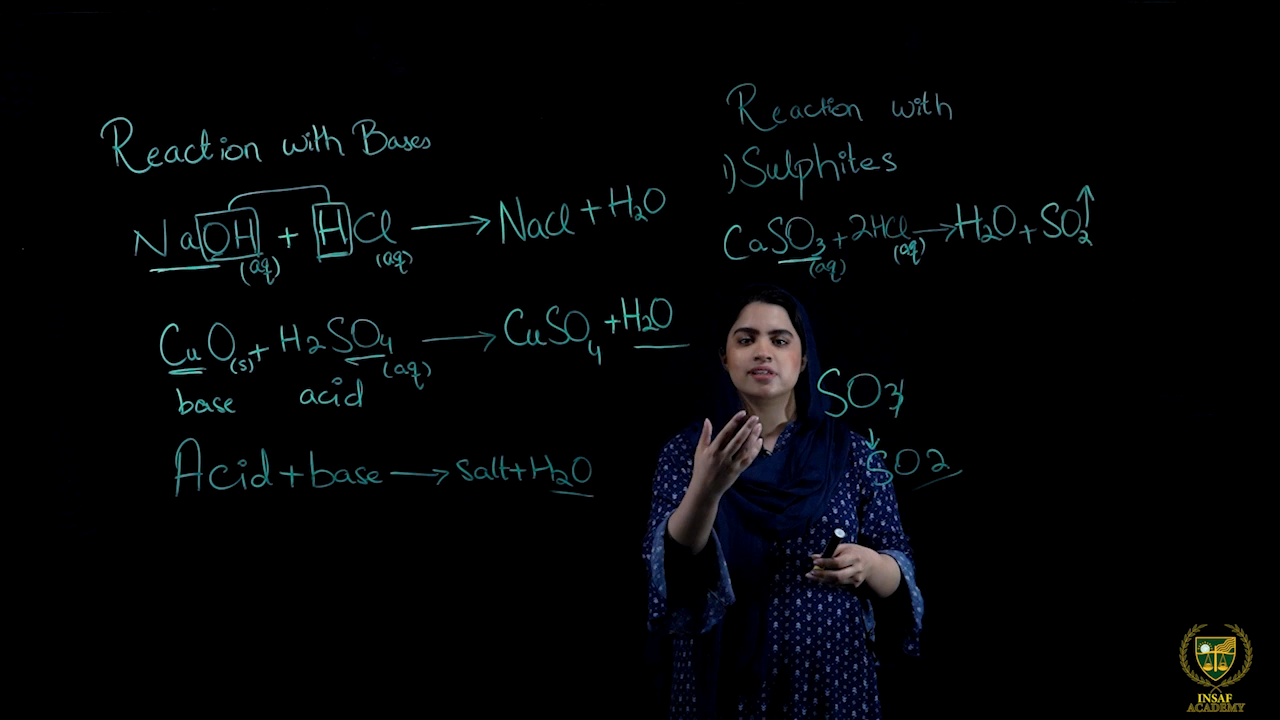 Reaction with Bases
NaOH(aq) + HCl(aq) → NaCl + H₂O
CuO(s) + H₂SO₄(aq) → CuSO₄ + H₂O
base acid
Acid + base → salt + H₂O
Reaction with
1) Sulphites
CaSO₃(aq) + 2HCl(aq) → H₂O + SO₂↑
SO₃
↓
SO₂
INSAF
ACADEMY